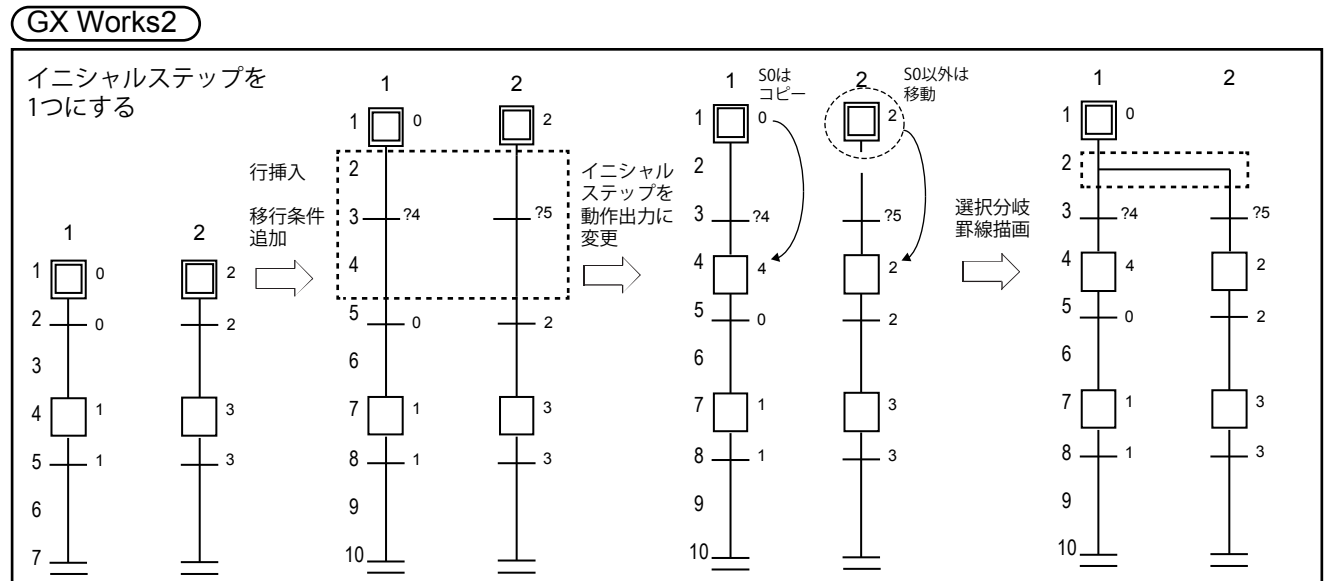 GX Works2
イニシャルステップを
1つにする
1 2
1 0 2
2 0 2
3
4 1 3
5 1 3
6
7
行挿入
移行条件
追加
1 2
1 0 2
2
3 ?4 ?5
4
5 0 2
6
7 1 3
8 1 3
9
10
イニシャル
ステップを
動作出力に
変更
1 S0は
コピー
2 S0以外は
移動
1 0 2
2
3 ?4 ?5
4 4 2
5 0 2
6
7 1 3
8 1 3
9
10
選択分岐
罫線描画
1 2
1 0
2
3 ?4 ?5
4 4 2
5 0 2
6
7 1 3
8 1 3
9
10